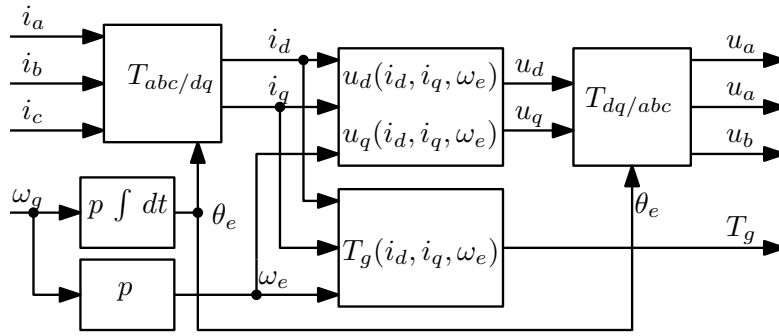 i_a
i_b
i_c
T_{abc/dq}
i_d
i_q
u_d(i_d, i_q, ω_e)
u_q(i_d, i_q, ω_e)
u_d
u_q
T_{dq/abc}
u_a
u_a
u_b
ω_g
p ∫ dt
θ_e
θ_e
T_g(i_d, i_q, ω_e)
T_g
p
ω_e